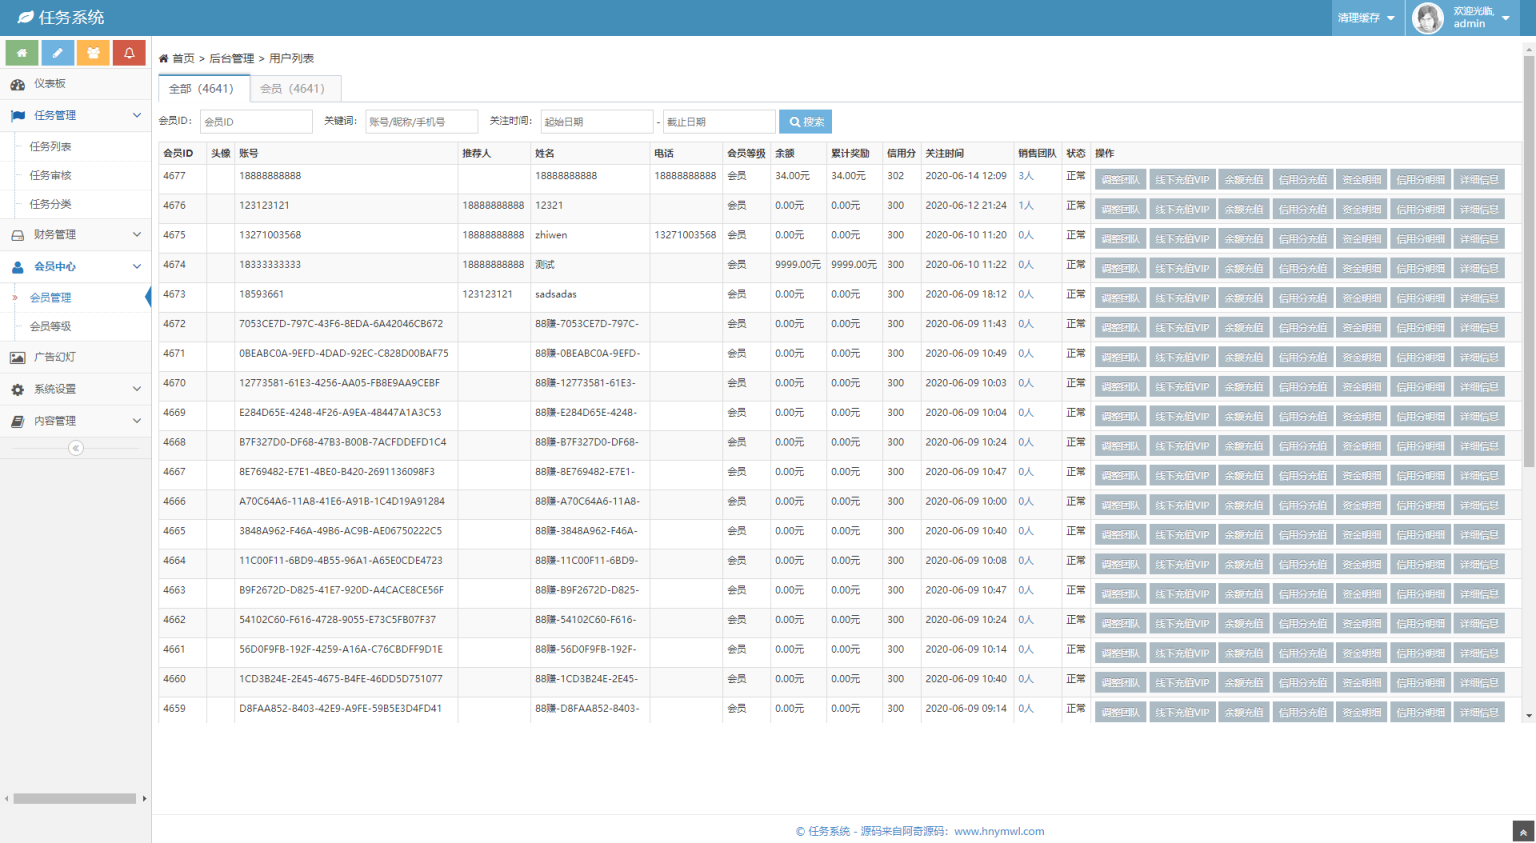 任务系统
清理缓存
欢迎光临,
admin
仪表板
任务管理
任务列表
任务审核
任务分类
财务管理
会员中心
会员管理
会员等级
广告幻灯
系统设置
内容管理
首页 > 后台管理 > 用户列表
全部（4641） 会员（4641）
会员ID: 会员ID 关键词: 账号/昵称/手机号 关注时间: 起始日期 - 截止日期 搜索
会员ID 头像 账号 推荐人 姓名 电话 会员等级 余额 累计奖励 信用分 关注时间 销售团队 状态 操作
4677 18888888888 18888888888 18888888888 会员 34.00元 34.00元 302 2020-06-14 12:09 3人 正常 调整团队 线下充值VIP 余额充值 信用分充值 资金明细 信用分明细 详细信息
4676 123123121 18888888888 12321 会员 0.00元 0.00元 300 2020-06-12 21:24 1人 正常 调整团队 线下充值VIP 余额充值 信用分充值 资金明细 信用分明细 详细信息
4675 13271003568 18888888888 zhiwen 13271003568 会员 0.00元 0.00元 300 2020-06-10 11:20 0人 正常 调整团队 线下充值VIP 余额充值 信用分充值 资金明细 信用分明细 详细信息
4674 18333333333 18888888888 测试 会员 9999.00元 9999.00元 300 2020-06-10 11:22 0人 正常 调整团队 线下充值VIP 余额充值 信用分充值 资金明细 信用分明细 详细信息
4673 18593661 123123121 sadsadas 会员 0.00元 0.00元 300 2020-06-09 18:12 0人 正常 调整团队 线下充值VIP 余额充值 信用分充值 资金明细 信用分明细 详细信息
4672 7053CE7D-797C-43F6-8EDA-6A42046CB672 88赚-7053CE7D-797C- 会员 0.00元 0.00元 300 2020-06-09 11:43 0人 正常 调整团队 线下充值VIP 余额充值 信用分充值 资金明细 信用分明细 详细信息
4671 0BEABC0A-9EFD-4DAD-92EC-C828D00BAF75 88赚-0BEABC0A-9EFD- 会员 0.00元 0.00元 300 2020-06-09 10:49 0人 正常 调整团队 线下充值VIP 余额充值 信用分充值 资金明细 信用分明细 详细信息
4670 12773581-61E3-4256-AA05-FB8E9AA9CEBF 88赚-12773581-61E3- 会员 0.00元 0.00元 300 2020-06-09 10:03 0人 正常 调整团队 线下充值VIP 余额充值 信用分充值 资金明细 信用分明细 详细信息
4669 E284D65E-4248-4F26-A9EA-48447A1A3C53 88赚-E284D65E-4248- 会员 0.00元 0.00元 300 2020-06-09 10:04 0人 正常 调整团队 线下充值VIP 余额充值 信用分充值 资金明细 信用分明细 详细信息
4668 B7F327D0-DF68-47B3-B00B-7ACFDDEFD1C4 88赚-B7F327D0-DF68- 会员 0.00元 0.00元 300 2020-06-09 10:24 0人 正常 调整团队 线下充值VIP 余额充值 信用分充值 资金明细 信用分明细 详细信息
4667 8E769482-E7E1-4BE0-B420-2691136098F3 88赚-8E769482-E7E1- 会员 0.00元 0.00元 300 2020-06-09 10:47 0人 正常 调整团队 线下充值VIP 余额充值 信用分充值 资金明细 信用分明细 详细信息
4666 A70C64A6-11A8-41E6-A91B-1C4D19A91284 88赚-A70C64A6-11A8- 会员 0.00元 0.00元 300 2020-06-09 10:00 0人 正常 调整团队 线下充值VIP 余额充值 信用分充值 资金明细 信用分明细 详细信息
4665 3848A962-F46A-49B6-AC9B-AE06750222C5 88赚-3848A962-F46A- 会员 0.00元 0.00元 300 2020-06-09 10:40 0人 正常 调整团队 线下充值VIP 余额充值 信用分充值 资金明细 信用分明细 详细信息
4664 11C00F11-6BD9-4B55-96A1-A65E0CDE4723 88赚-11C00F11-6BD9- 会员 0.00元 0.00元 300 2020-06-09 10:08 0人 正常 调整团队 线下充值VIP 余额充值 信用分充值 资金明细 信用分明细 详细信息
4663 B9F2672D-D825-41E7-920D-A4CACE8CE56F 88赚-B9F2672D-D825- 会员 0.00元 0.00元 300 2020-06-09 10:47 0人 正常 调整团队 线下充值VIP 余额充值 信用分充值 资金明细 信用分明细 详细信息
4662 54102C60-F616-4728-9055-E73C5FB07F37 88赚-54102C60-F616- 会员 0.00元 0.00元 300 2020-06-09 10:24 0人 正常 调整团队 线下充值VIP 余额充值 信用分充值 资金明细 信用分明细 详细信息
4661 56D0F9FB-192F-4259-A16A-C76CBDFF9D1E 88赚-56D0F9FB-192F- 会员 0.00元 0.00元 300 2020-06-09 10:14 0人 正常 调整团队 线下充值VIP 余额充值 信用分充值 资金明细 信用分明细 详细信息
4660 1CD3B24E-2E45-4675-B4FE-46DD5D751077 88赚-1CD3B24E-2E45- 会员 0.00元 0.00元 300 2020-06-09 10:40 0人 正常 调整团队 线下充值VIP 余额充值 信用分充值 资金明细 信用分明细 详细信息
4659 D8FAA852-8403-42E9-A9FE-59B5E3D4FD41 88赚-D8FAA852-8403- 会员 0.00元 0.00元 300 2020-06-09 09:14 0人 正常 调整团队 线下充值VIP 余额充值 信用分充值 资金明细 信用分明细 详细信息
© 任务系统 - 源码来自阿奇源码: www.hnymwl.com